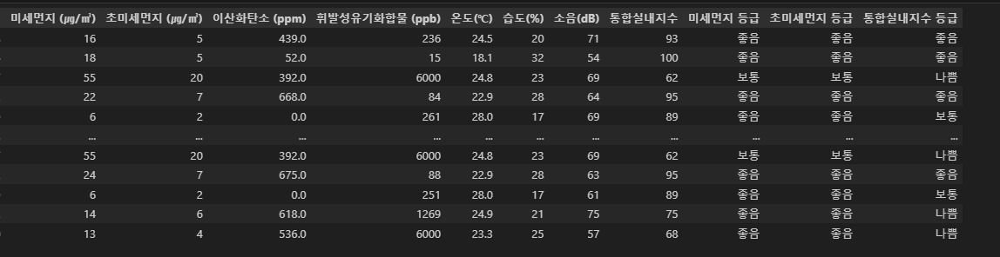 미세먼지 (㎍/㎥) 초미세먼지 (㎍/㎥) 이산화탄소 (ppm) 휘발성유기화합물 (ppb) 온도(℃) 습도(%) 소음(dB) 통합실내지수 미세먼지 등급 초미세먼지 등급 통합실내지수 등급
16 5 439.0 236 24.5 20 71 93 좋음 좋음 좋음
18 5 52.0 15 18.1 32 54 100 좋음 좋음 좋음
55 20 392.0 6000 24.8 23 69 62 보통 보통 나쁨
22 7 668.0 84 22.9 28 64 95 좋음 좋음 좋음
6 2 0.0 261 28.0 17 69 89 좋음 좋음 보통
... ... ... ... ... ... ... ... ... ... ...
55 20 392.0 6000 24.8 23 69 62 보통 보통 나쁨
24 7 675.0 88 22.9 28 63 95 좋음 좋음 좋음
6 2 0.0 251 28.0 17 61 89 좋음 좋음 보통
14 6 618.0 1269 24.9 21 75 75 좋음 좋음 나쁨
13 4 536.0 6000 23.3 25 57 68 좋음 좋음 나쁨